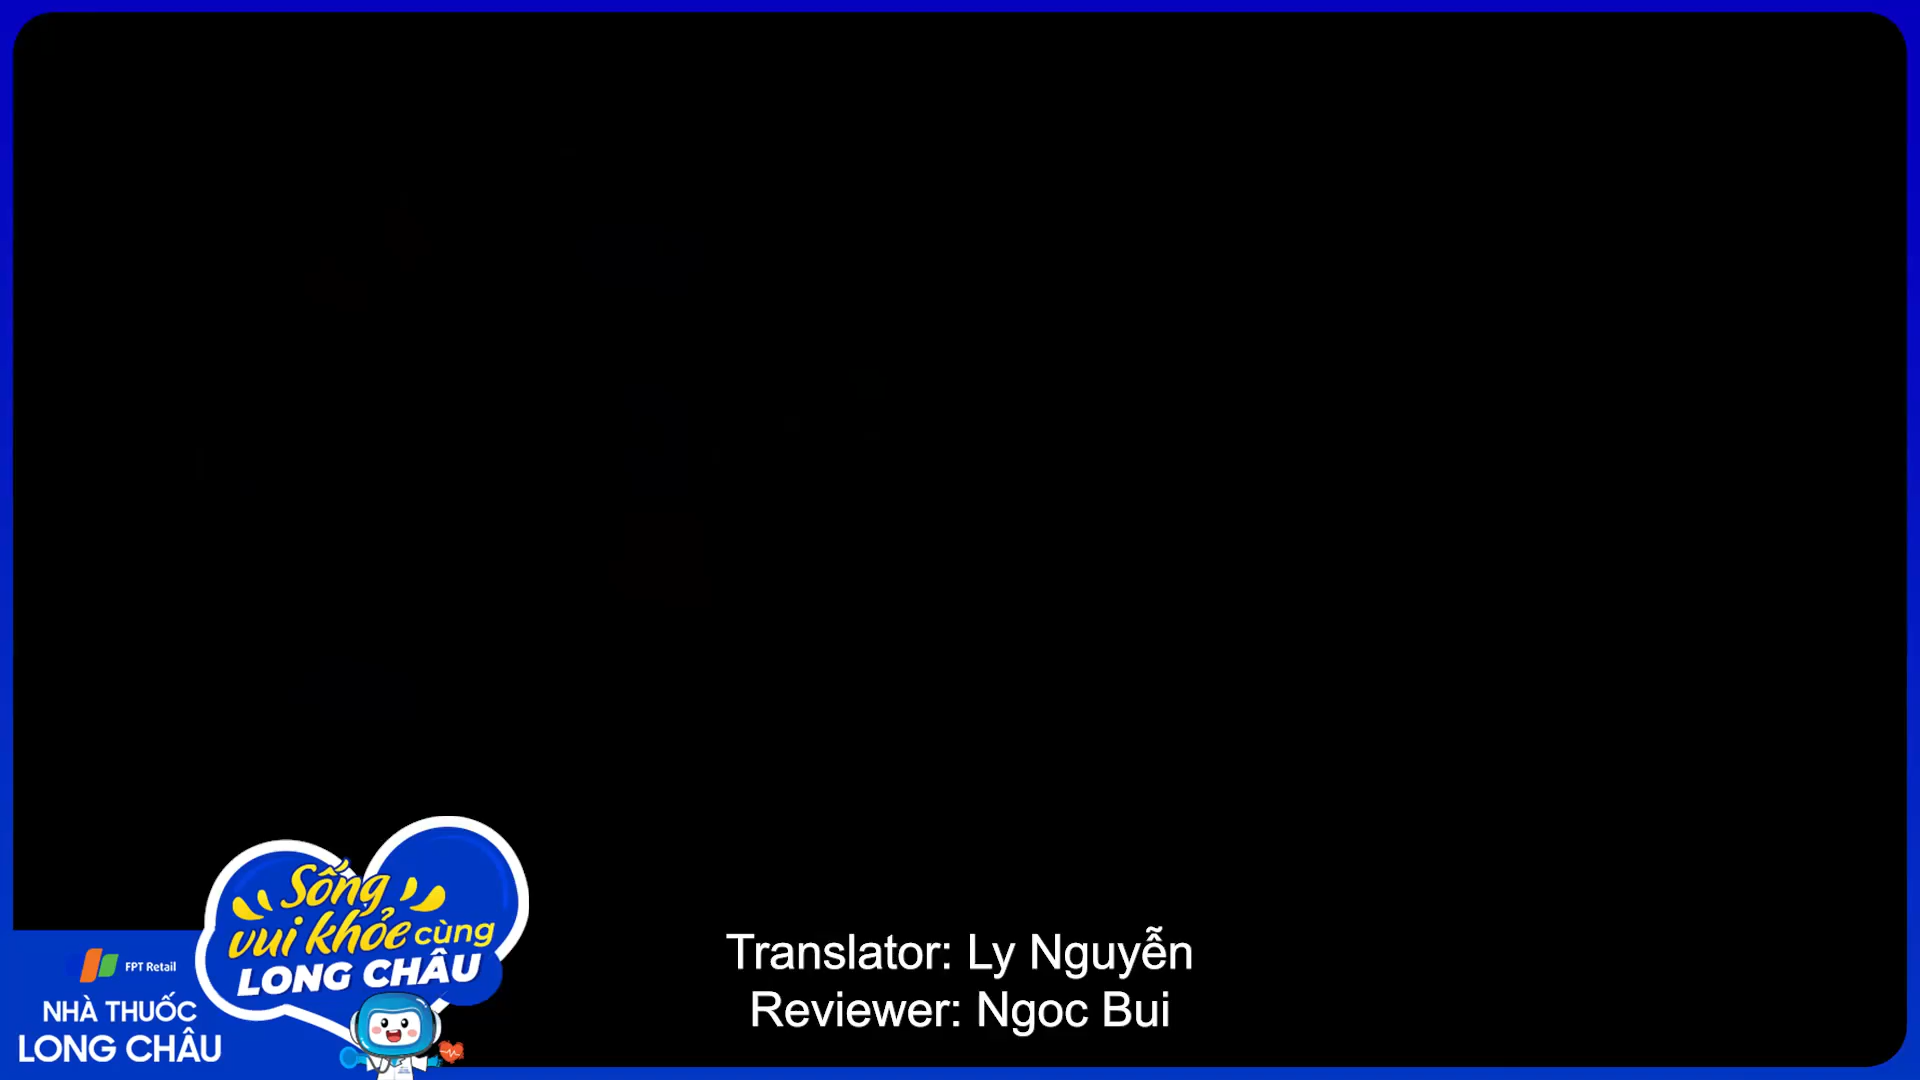 Sống
vui khỏe cùng
LONG CHÂU
FPT Retail
NHÀ THUỐC
LONG CHÂU
Translator: Ly Nguyễn
Reviewer: Ngoc Bui